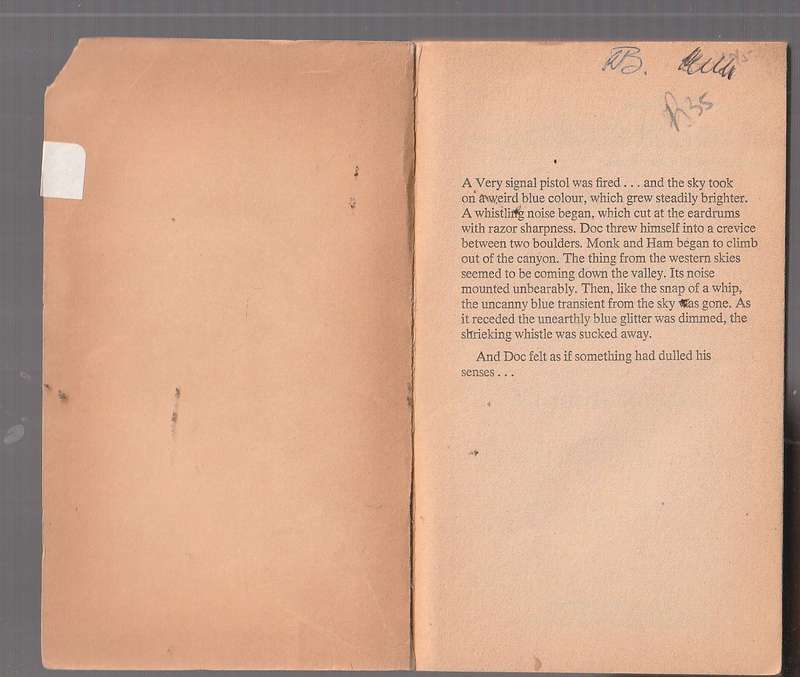 R35
A Very signal pistol was fired . . . and the sky took
on a weird blue colour, which grew steadily brighter.
A whistling noise began, which cut at the eardrums
with razor sharpness. Doc threw himself into a crevice
between two boulders. Monk and Ham began to climb
out of the canyon. The thing from the western skies
seemed to be coming down the valley. Its noise
mounted unbearably. Then, like the snap of a whip,
the uncanny blue transient from the sky was gone. As
it receded the unearthly blue glitter was dimmed, the
shrieking whistle was sucked away.
And Doc felt as if something had dulled his
senses . . .